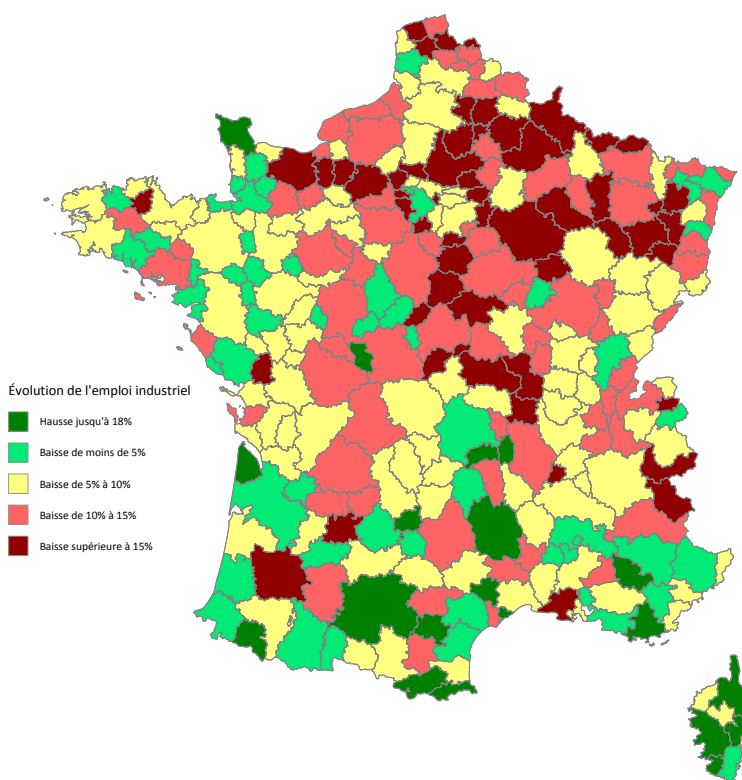 Évolution de l'emploi industriel
Hausse jusqu'à 18%
Baisse de moins de 5%
Baisse de 5% à 10%
Baisse de 10% à 15%
Baisse supérieure à 15%